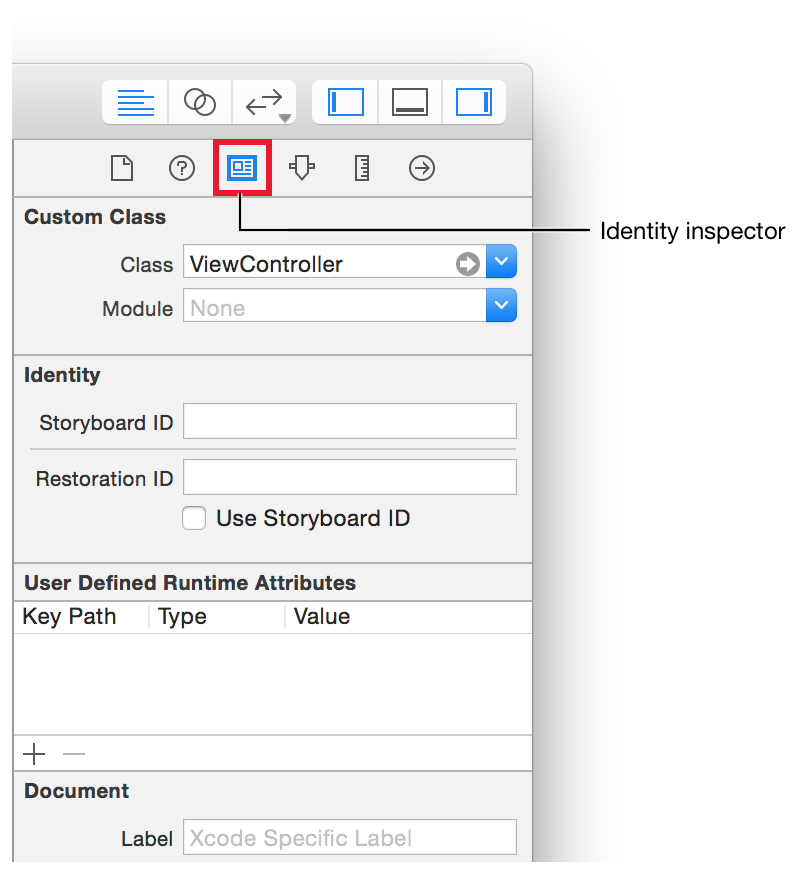 ?
Custom Class
Identity inspector
Class ViewController
Module None
Identity
Storyboard ID
Restoration ID
Use Storyboard ID
User Defined Runtime Attributes
Key Path Type Value
Document
Label Xcode Specific Label